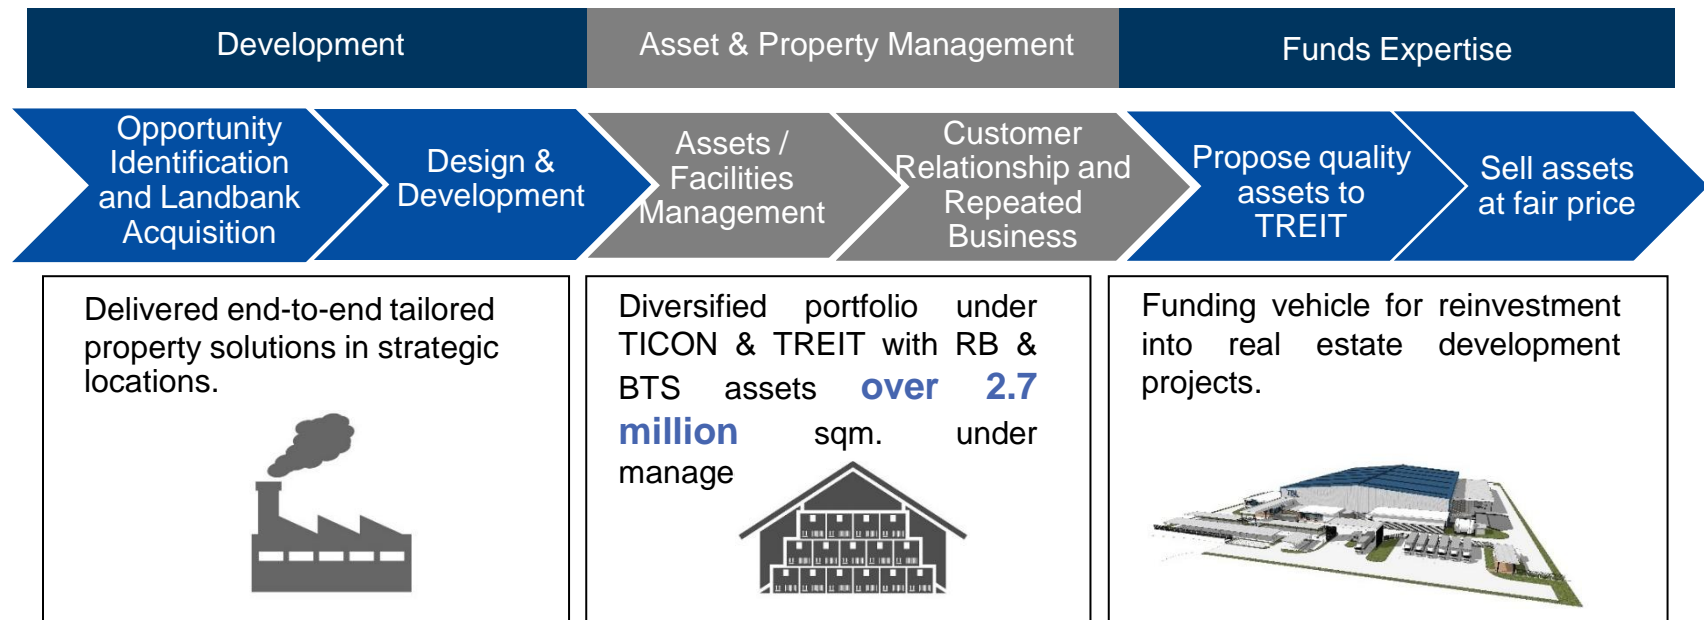 Development
Asset & Property Management
Funds Expertise
Opportunity
Identification
and Landbank
Acquisition
Design &
Development
Assets /
Facilities
Management
Customer
Relationship and
Repeated
Business
Propose quality
assets to
TREIT
Sell assets
at fair price
Delivered end-to-end tailored
property solutions in strategic
locations.
Diversified portfolio under
TICON & TREIT with RB &
BTS assets over 2.7
million sqm. under
manage
Funding vehicle for reinvestment
into real estate development
projects.